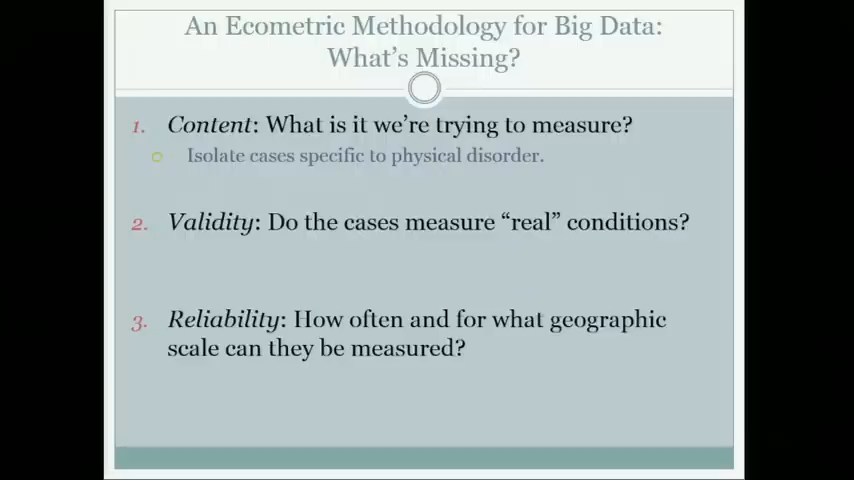 An Ecometric Methodology for Big Data:
What's Missing?
1. Content: What is it we're trying to measure?
Isolate cases specific to physical disorder.
2. Validity: Do the cases measure “real” conditions?
3. Reliability: How often and for what geographic
scale can they be measured?